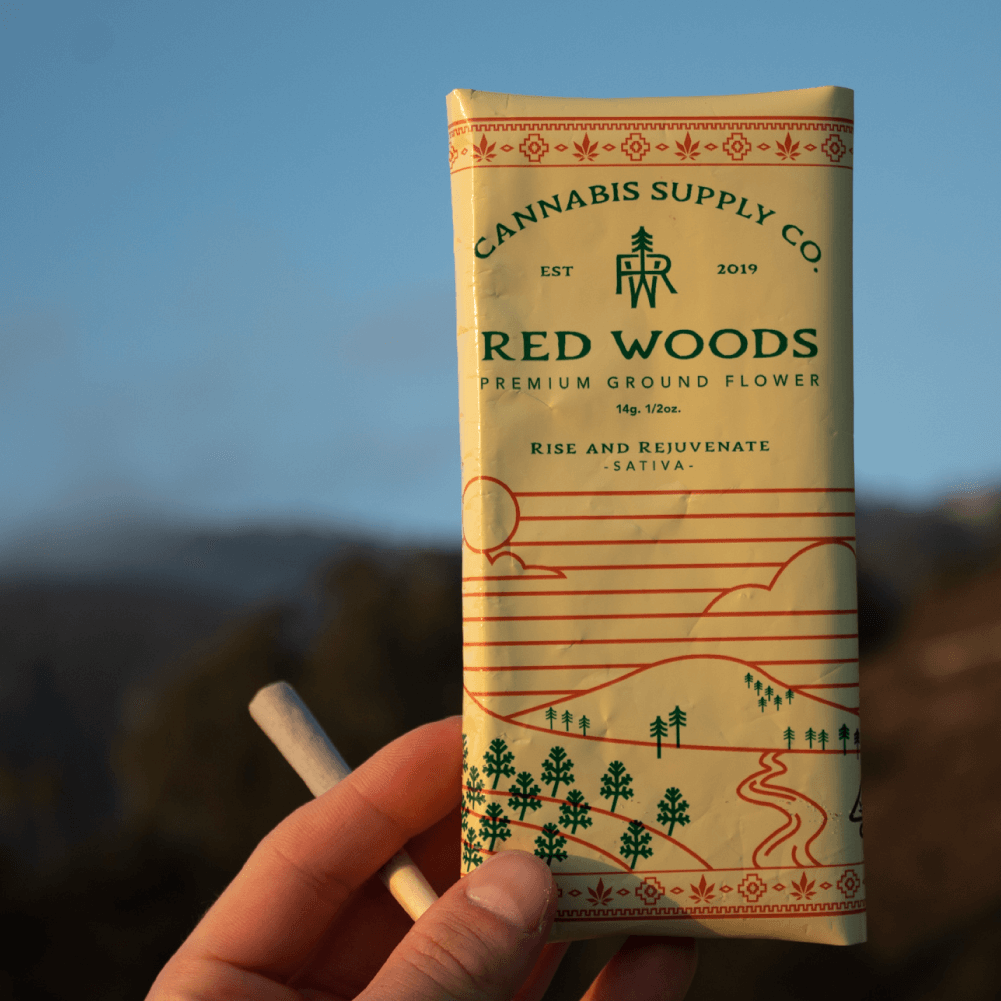 CANNABIS SUPPLY CO.
EST RW 2019
RED WOODS
PREMIUM GROUND FLOWER
14g. 1/2oz.
RISE AND REJUVENATE
-SATIVA-